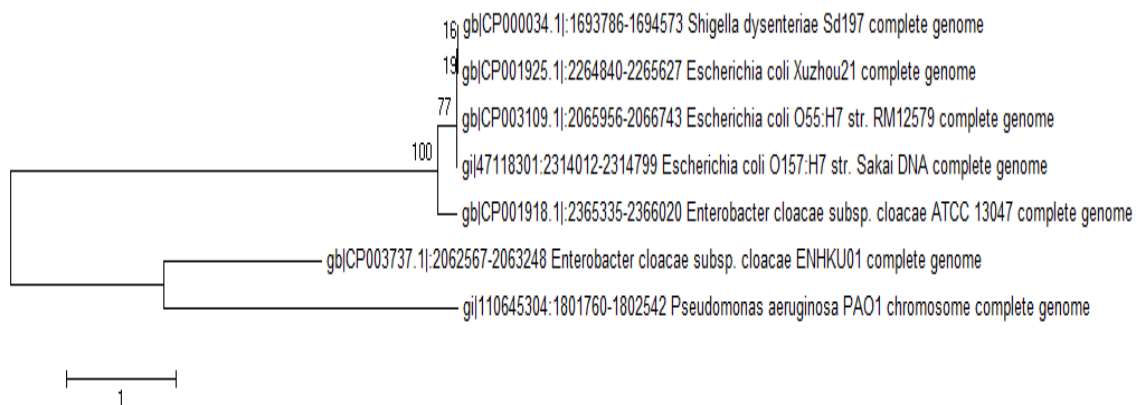 16
gb|CP000034.1|:1693786-1694573 Shigella dysenteriae Sd197 complete genome
19
gb|CP001925.1|:2264840-2265627 Escherichia coli Xuzhou21 complete genome
77
gb|CP003109.1|:2065956-2066743 Escherichia coli O55:H7 str. RM12579 complete genome
100
gi|47118301:2314012-2314799 Escherichia coli O157:H7 str. Sakai DNA complete genome
gb|CP001918.1|:2365335-2366020 Enterobacter cloacae subsp. cloacae ATCC 13047 complete genome
gb|CP003737.1|:2062567-2063248 Enterobacter cloacae subsp. cloacae ENHKU01 complete genome
gi|110645304:1801760-1802542 Pseudomonas aeruginosa PAO1 chromosome complete genome
1